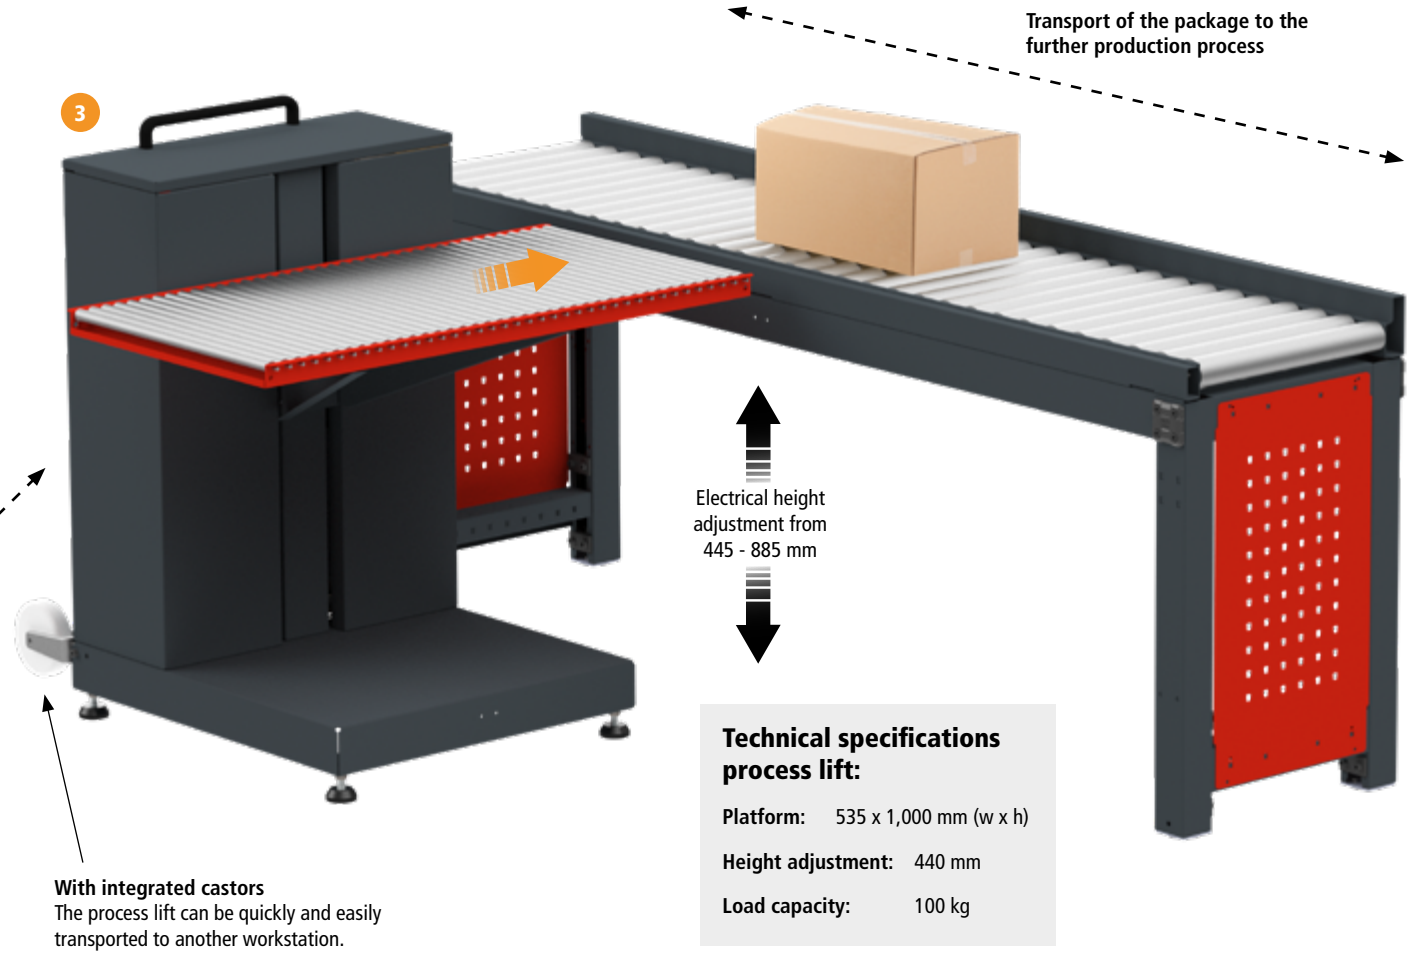 Transport of the package to the
further production process
3
Electrical height
adjustment from
445 - 885 mm
Technical specifications
process lift:
Platform: 535 x 1,000 mm (w x h)
Height adjustment: 440 mm
Load capacity: 100 kg
With integrated castors
The process lift can be quickly and easily
transported to another workstation.